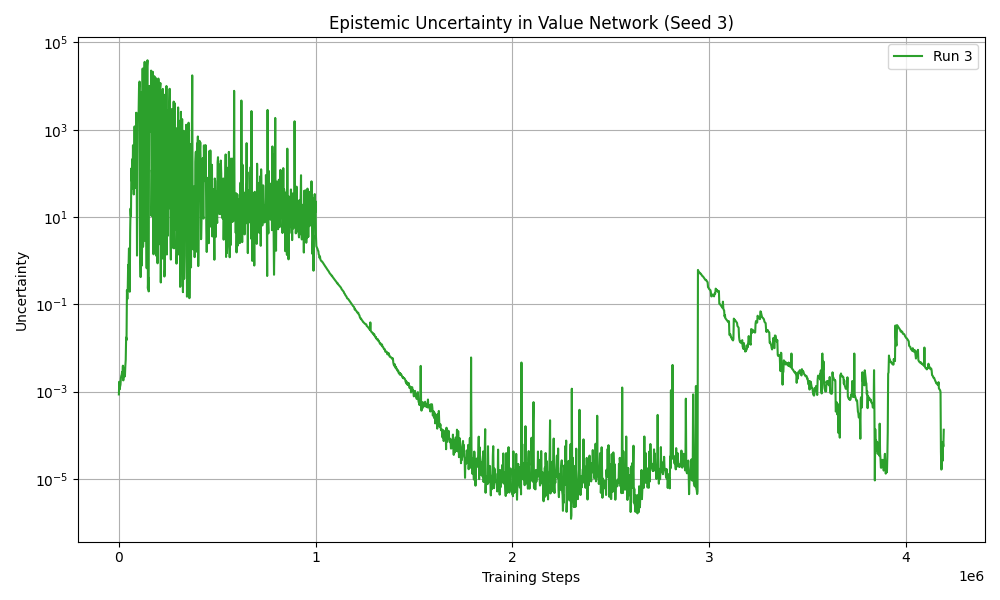 Epistemic Uncertainty in Value Network (Seed 3)
Run 3
Uncertainty
10^5
10^3
10^1
10^-1
10^-3
10^-5
0 1 2 3 4
1e6
Training Steps